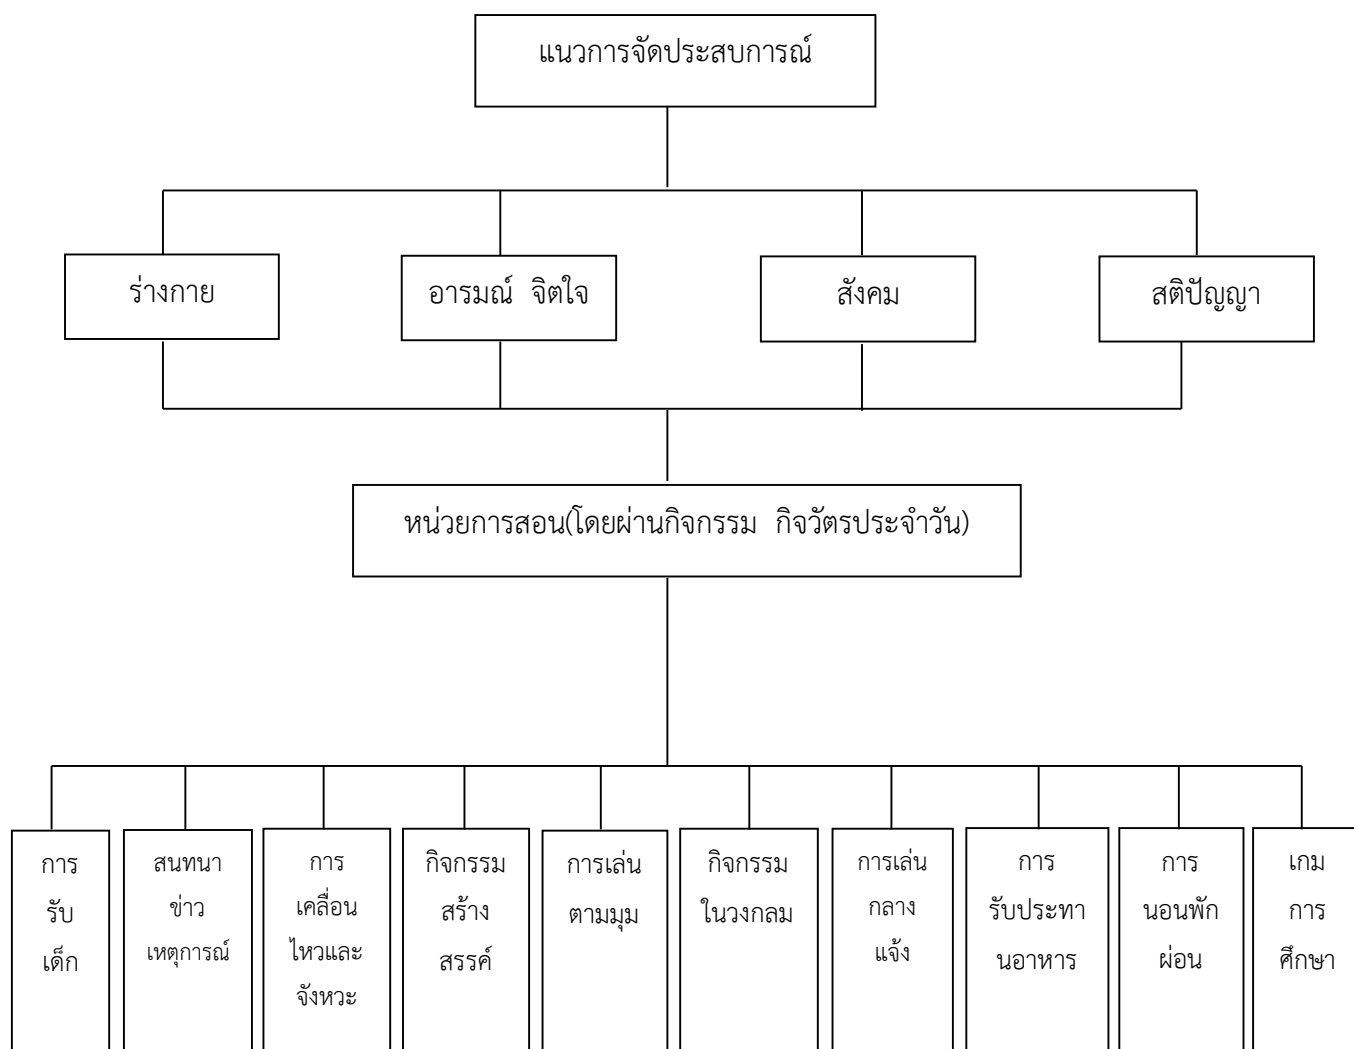 แนวการจัดประสบการณ์
ร่างกาย
อารมณ์ จิตใจ
สังคม
สติปัญญา
หน่วยการสอน(โดยผ่านกิจกรรม กิจวัตรประจำวัน)
การ
รับ
เด็ก
สนทนา
ข่าว
เหตุการณ์
การ
เคลื่อน
ไหวและ
จังหวะ
กิจกรรม
สร้าง
สรรค์
การเล่น
ตามมุม
กิจกรรม
ในวงกลม
การเล่น
กลาง
แจ้ง
การ
รับประทา
นอาหาร
การ
นอนพัก
ผ่อน
เกม
การ
ศึกษา